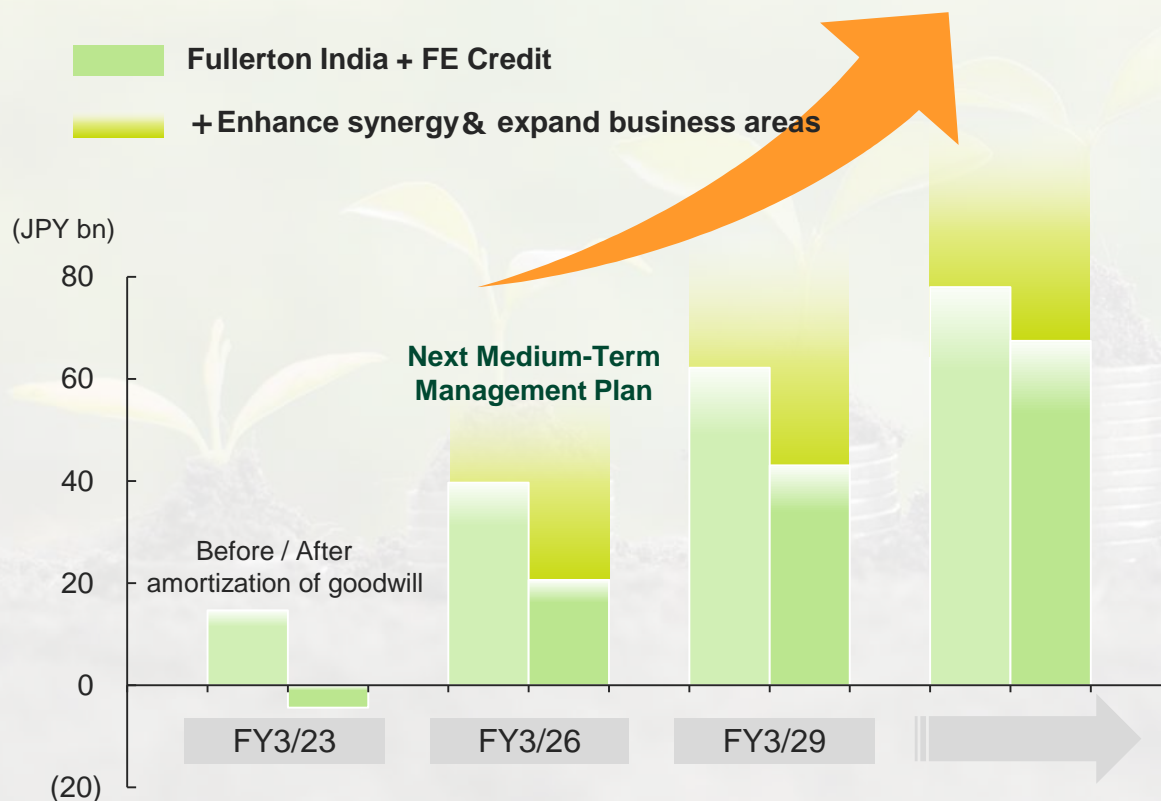 Fullerton India + FE Credit
+Enhance synergy& expand business areas
(JPY bn)
80
60
40
20
0
(20)
Next Medium-Term
Management Plan
Before / After
amortization of goodwill
FY3/23
FY3/26
FY3/29